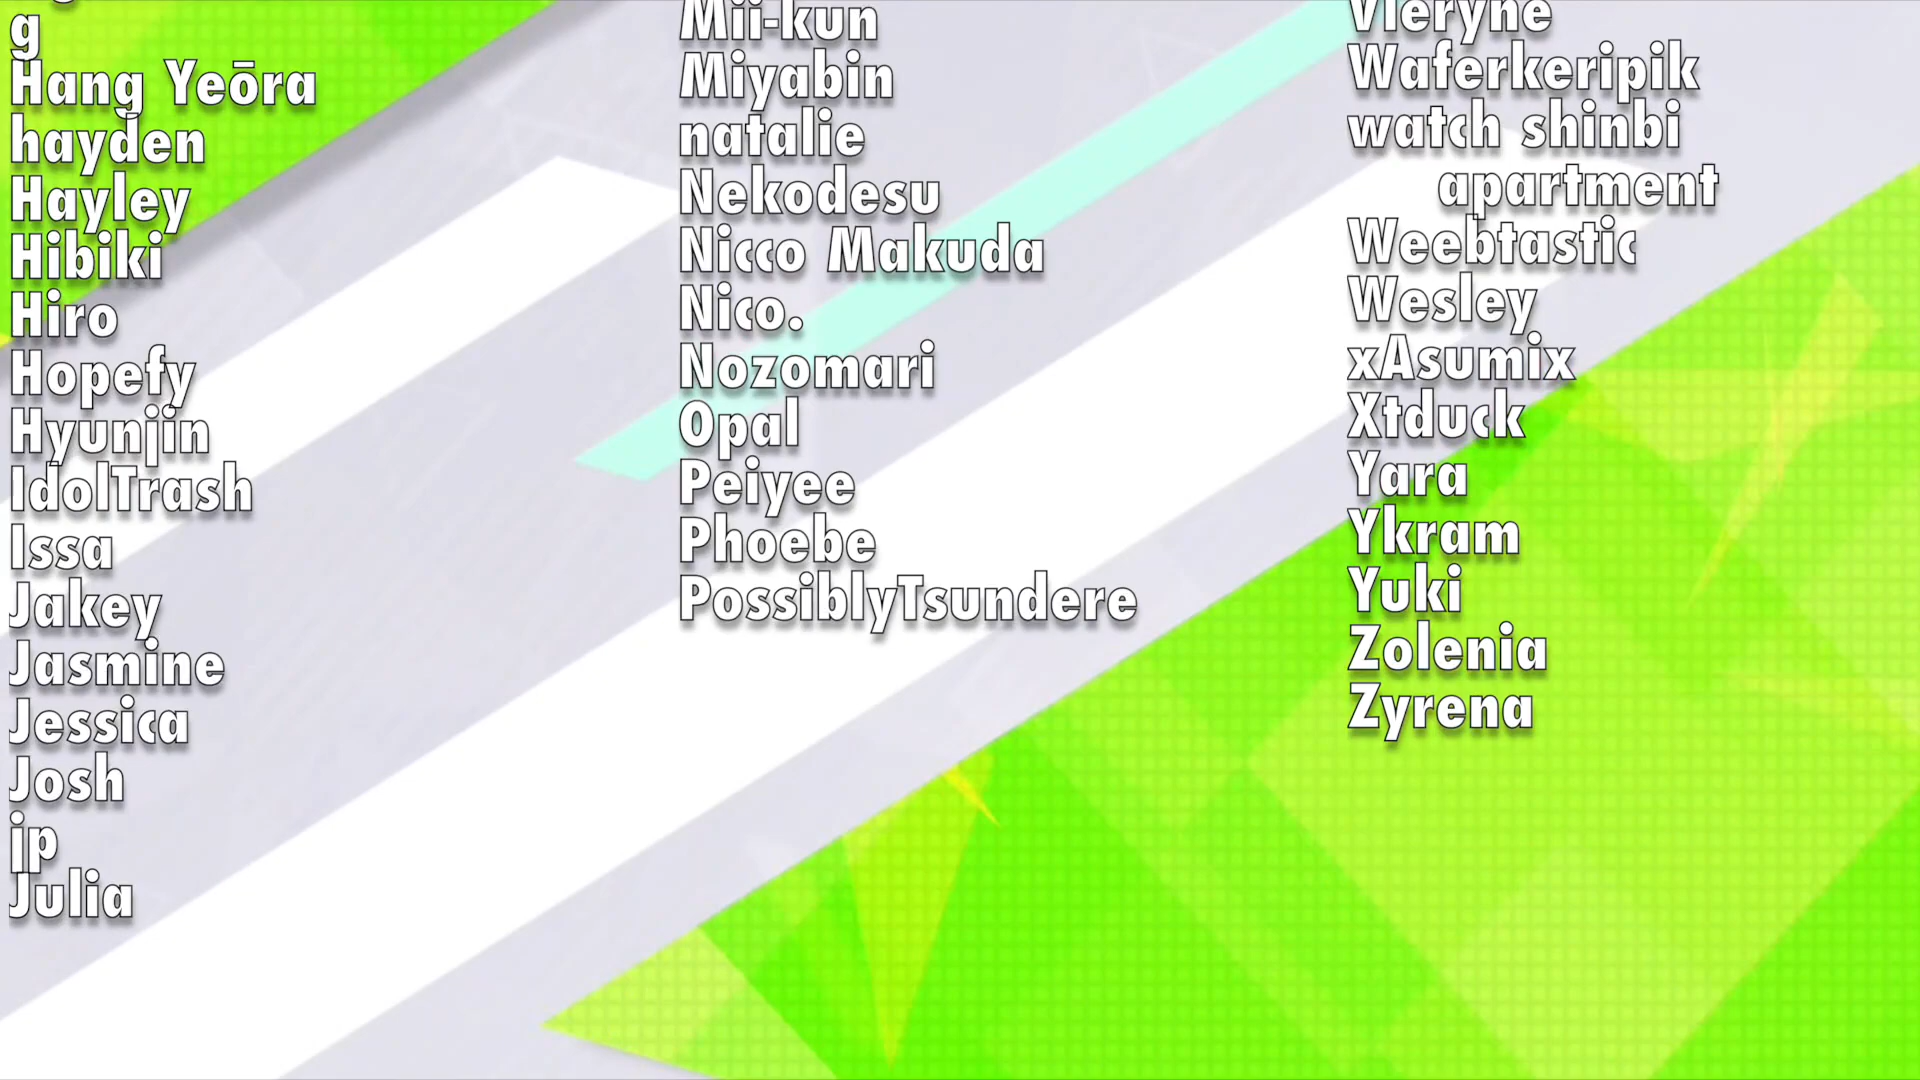 g
Hang Yeōra
hayden
Hayley
Hibiki
Hiro
Hopefy
Hyunjin
IdolTrash
Issa
Jakey
Jasmine
Jessica
Josh
jp
Julia
Mii-kun
Miyabin
natalie
Nekodesu
Nicco Makuda
Nico.
Nozomari
Opal
Peiyee
Phoebe
PossiblyTsundere
Vleryne
Waferkeripik
watch shinbi
apartment
Weebtastic
Wesley
xAsumix
Xtduck
Yara
Ykram
Yuki
Zolenia
Zyrena